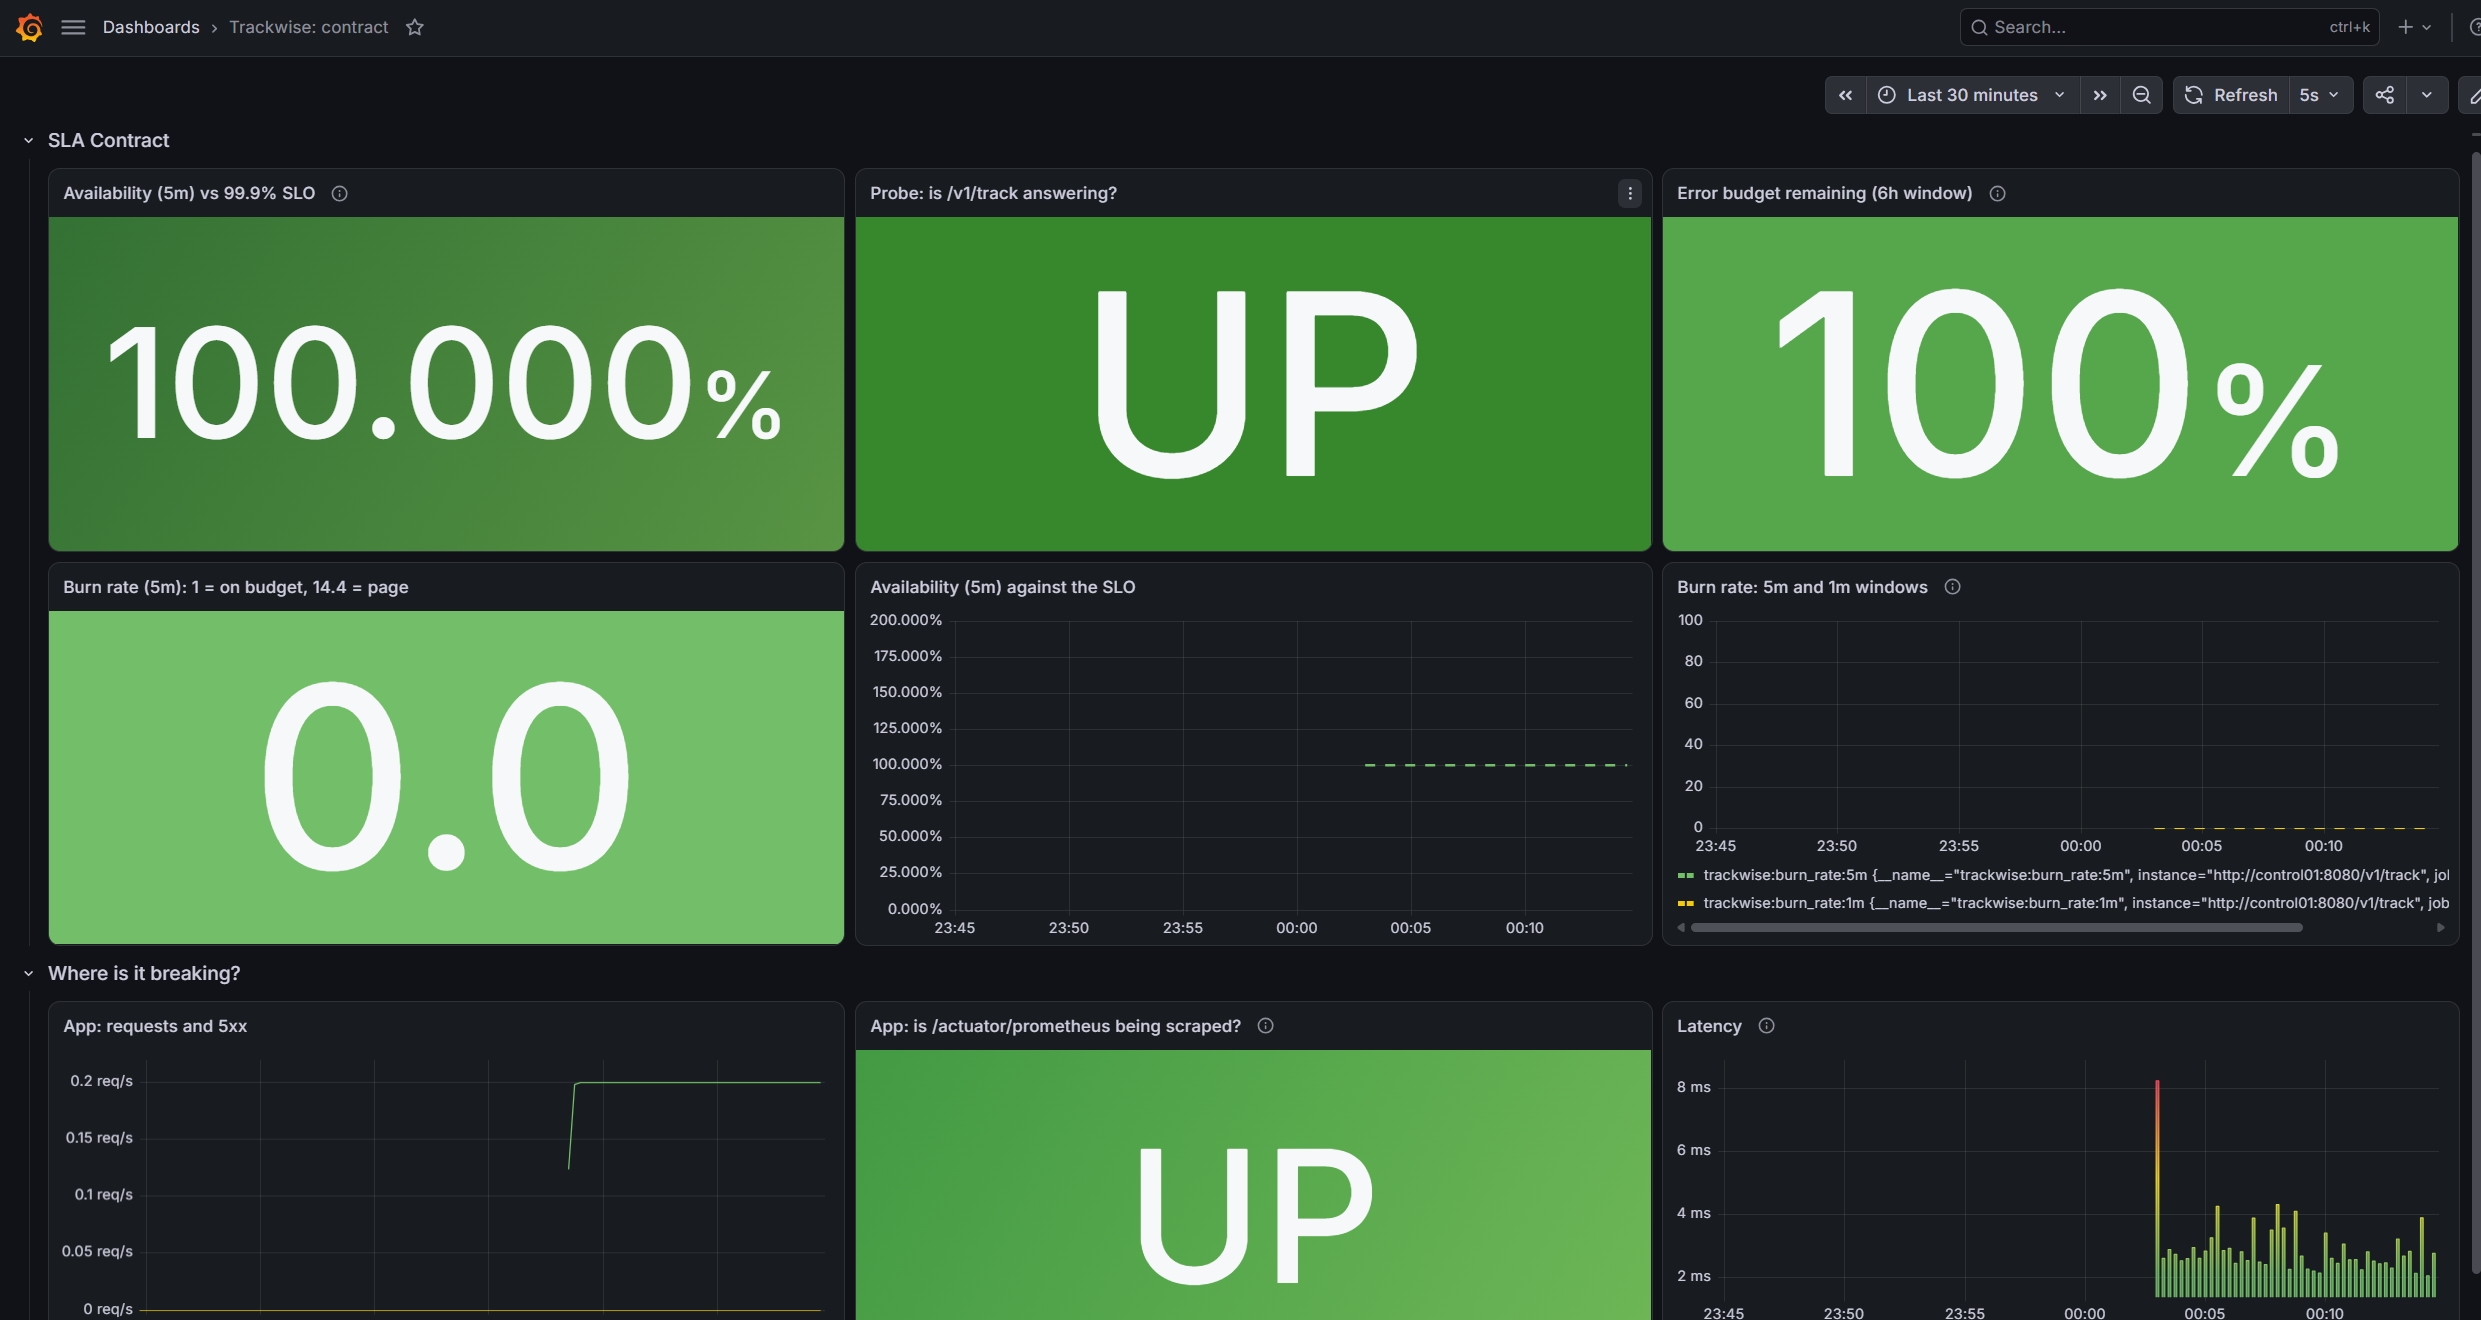 Dashboards › Trackwise: contract
Search... ctrl+k
Last 30 minutes Refresh 5s
SLA Contract
Availability (5m) vs 99.9% SLO
100.000%
Probe: is /v1/track answering?
UP
Error budget remaining (6h window)
100%
Burn rate (5m): 1 = on budget, 14.4 = page
0.0
Availability (5m) against the SLO
200.000%
175.000%
150.000%
125.000%
100.000%
75.000%
50.000%
25.000%
0.000%
23:45 23:50 23:55 00:00 00:05 00:10
Burn rate: 5m and 1m windows
100
80
60
40
20
0
23:45 23:50 23:55 00:00 00:05 00:10
trackwise:burn_rate:5m {__name__="trackwise:burn_rate:5m", instance="http://control01:8080/v1/track", jol
trackwise:burn_rate:1m {__name__="trackwise:burn_rate:1m", instance="http://control01:8080/v1/track", job
Where is it breaking?
App: requests and 5xx
0.2 req/s
0.15 req/s
0.1 req/s
0.05 req/s
0 req/s
App: is /actuator/prometheus being scraped?
UP
Latency
8 ms
6 ms
4 ms
2 ms
23:45 23:50 23:55 00:00 00:05 00:10